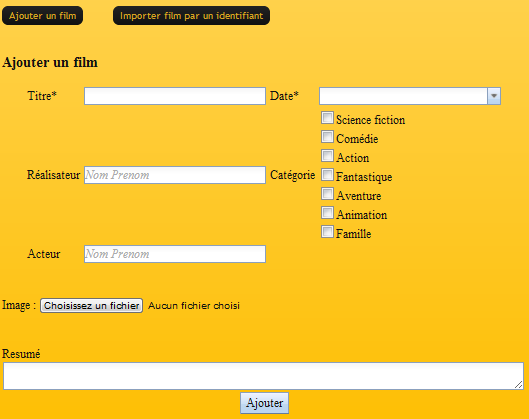 Ajouter un film Importer film par un identifiant
Ajouter un film
Titre* Date*
Science fiction
Comédie
Action
Réalisateur Nom Prenom Catégorie Fantastique
Aventure
Animation
Famille
Acteur Nom Prenom
Image : Choisissez un fichier Aucun fichier choisi
Resumé
Ajouter